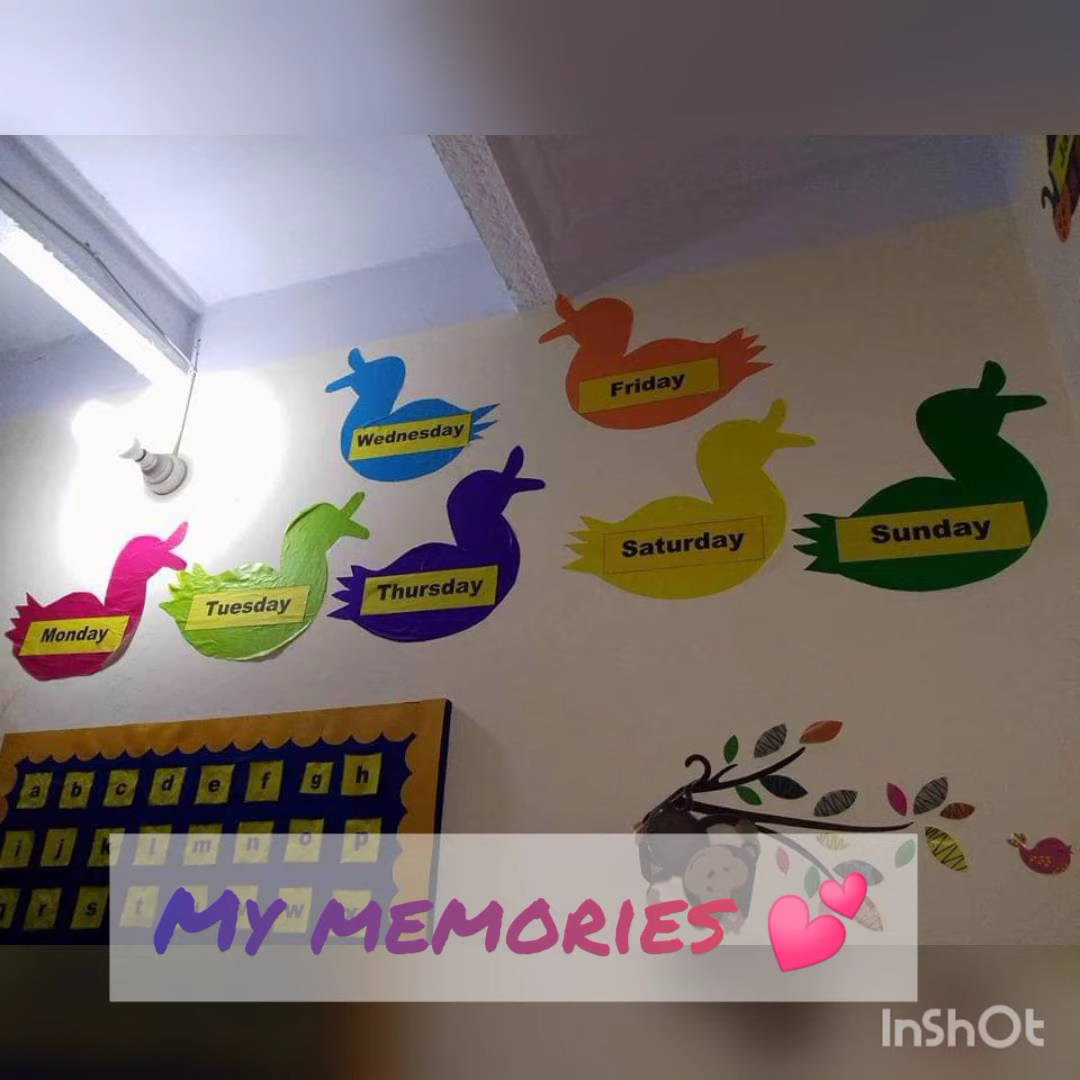 Friday
Wednesday
Sunday
Saturday
Thursday
Tuesday
Monday
a b c d e f g h
i j k l m n o p
r s t w
My memories 💕
InShOt